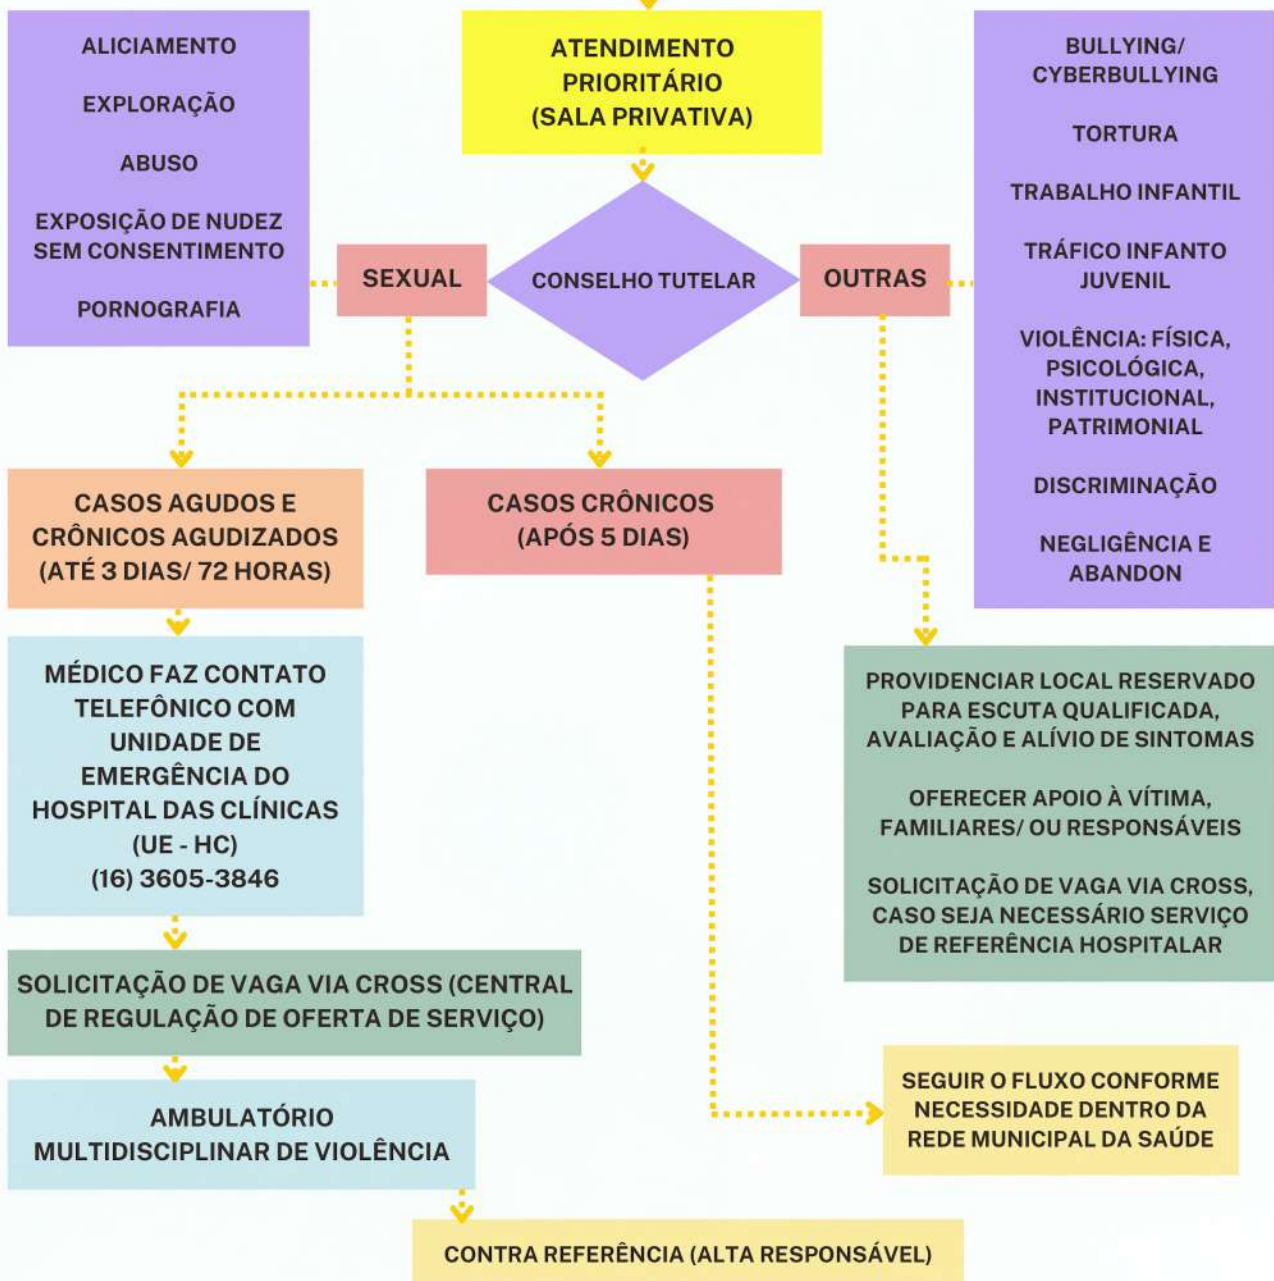 ATENDIMENTO
PRIORITÁRIO
(SALA PRIVATIVA)
ALICIAMENTO
EXPLORAÇÃO
ABUSO
EXPOSIÇÃO DE NUDEZ
SEM CONSENTIMENTO
PORNOGRAFIA
SEXUAL
CONSELHO TUTELAR
OUTRAS
BULLYING/
CYBERBULLYING
TORTURA
TRABALHO INFANTIL
TRÁFICO INFANTO
JUVENIL
VIOLÊNCIA: FÍSICA,
PSICOLÓGICA,
INSTITUCIONAL,
PATRIMONIAL
DISCRIMINAÇÃO
NEGLIGÊNCIA E
ABANDON
CASOS AGUDOS E
CRÔNICOS AGUDIZADOS
(ATÉ 3 DIAS/ 72 HORAS)
CASOS CRÔNICOS
(APÓS 5 DIAS)
MÉDICO FAZ CONTATO
TELEFÔNICO COM
UNIDADE DE
EMERGÊNCIA DO
HOSPITAL DAS CLÍNICAS
(UE - HC)
(16) 3605-3846
PROVIDENCIAR LOCAL RESERVADO
PARA ESCUTA QUALIFICADA,
AVALIAÇÃO E ALÍVIO DE SINTOMAS
OFERECER APOIO À VÍTIMA,
FAMILIARES/ OU RESPONSÁVEIS
SOLICITAÇÃO DE VAGA VIA CROSS,
CASO SEJA NECESSÁRIO SERVIÇO
DE REFERÊNCIA HOSPITALAR
SOLICITAÇÃO DE VAGA VIA CROSS (CENTRAL
DE REGULAÇÃO DE OFERTA DE SERVIÇO)
AMBULATÓRIO
MULTIDISCIPLINAR DE VIOLÊNCIA
SEGUIR O FLUXO CONFORME
NECESSIDADE DENTRO DA
REDE MUNICIPAL DA SAÚDE
CONTRA REFERÊNCIA (ALTA RESPONSÁVEL)